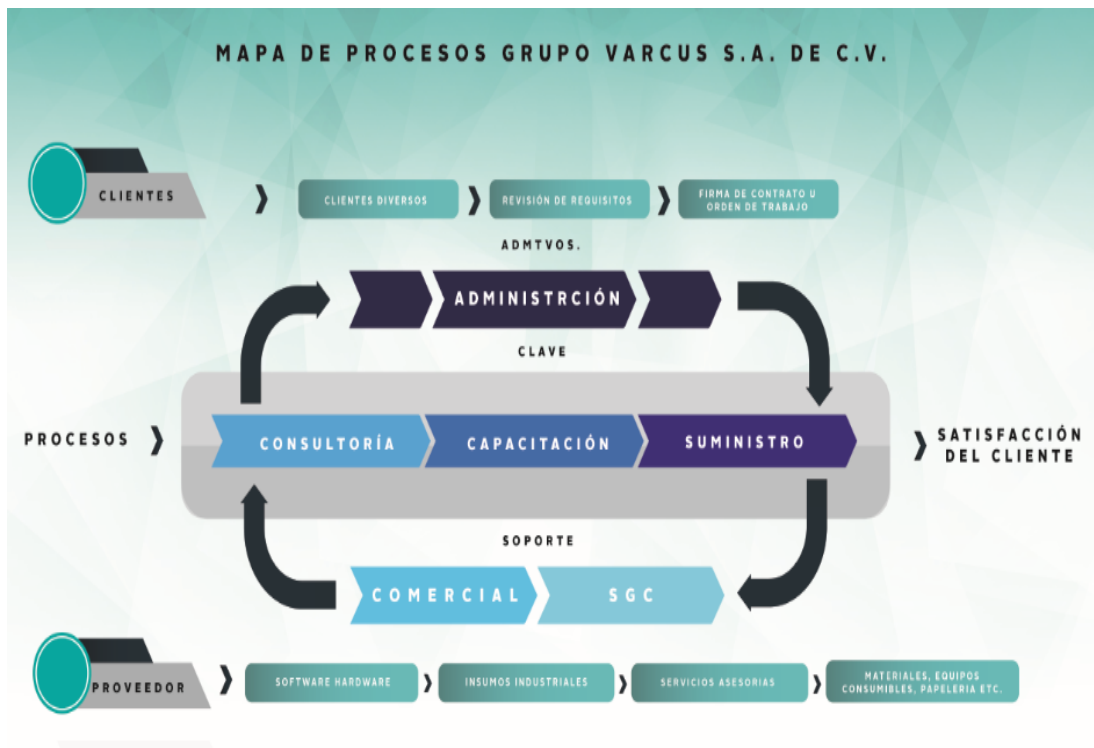 MAPA DE PROCESOS GRUPO VARCUS S.A. DE C.V.
CLIENTES
CLIENTES DIVERSOS
REVISIÓN DE REQUISITOS
FIRMA DE CONTRATO U
ORDEN DE TRABAJO
ADMTVOS.
ADMINISTRCIÓN
CLAVE
PROCESOS
CONSULTORÍA
CAPACITACIÓN
SUMINISTRO
SATISFACCIÓN
DEL CLIENTE
SOPORTE
COMERCIAL
SGC
PROVEEDOR
SOFTWARE HARDWARE
INSUMOS INDUSTRIALES
SERVICIOS ASESORIAS
MATERIALES, EQUIPOS
CONSUMIBLES, PAPELERIA ETC.